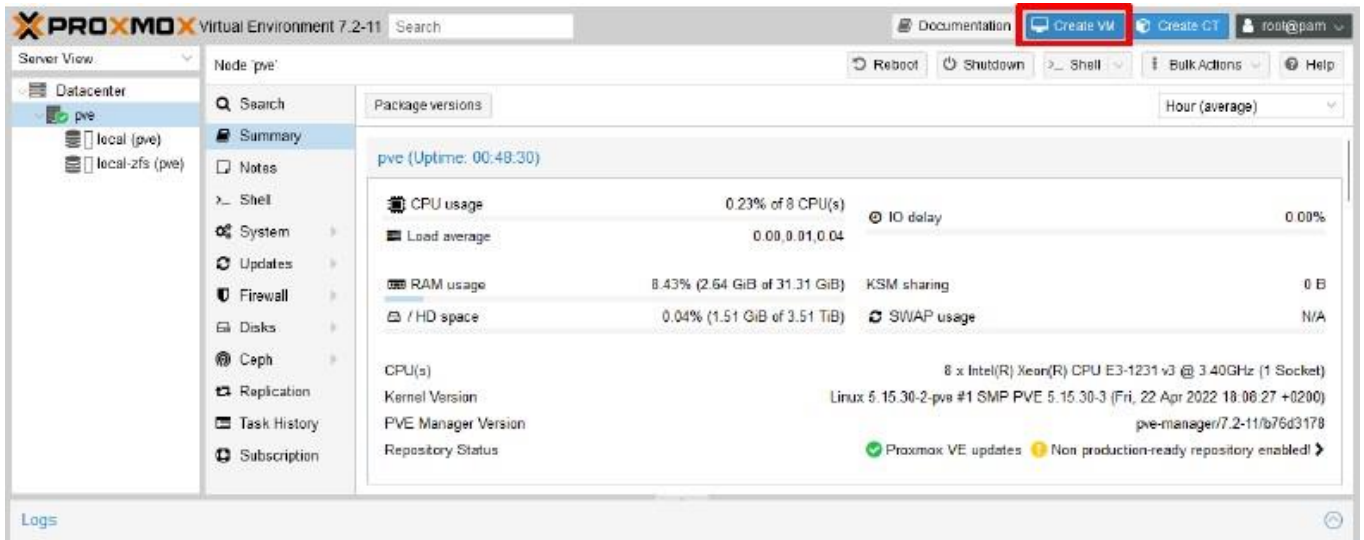 PROXMOX Virtual Environment 7.2-11 Search Documentation Create VM Create CT root@pam
Server View
Datacenter
pve
local (pve)
local-zfs (pve)
Node 'pve' Reboot Shutdown >_ Shell Bulk Actions Help
Search
Summary
Notes
>_ Shell
System
Updates
Firewall
Disks
Ceph
Replication
Task History
Subscription
Package versions Hour (average)
pve (Uptime: 00:48:30)
CPU usage 0.23% of 8 CPU(s)
IO delay 0.00%
Load average 0.00,0.01,0.04
RAM usage 8.43% (2.64 GiB of 31.31 GiB)
KSM sharing 0 B
/ HD space 0.04% (1.51 GiB of 3.51 TiB)
SWAP usage N/A
CPU(s) 8 x Intel(R) Xeon(R) CPU E3-1231 v3 @ 3.40GHz (1 Socket)
Kernel Version Linux 5.15.30-2-pve #1 SMP PVE 5.15.30-3 (Fri, 22 Apr 2022 18:08:27 +0200)
PVE Manager Version pve-manager/7.2-11/b76d3178
Repository Status Proxmox VE updates Non production-ready repository enabled!
Logs